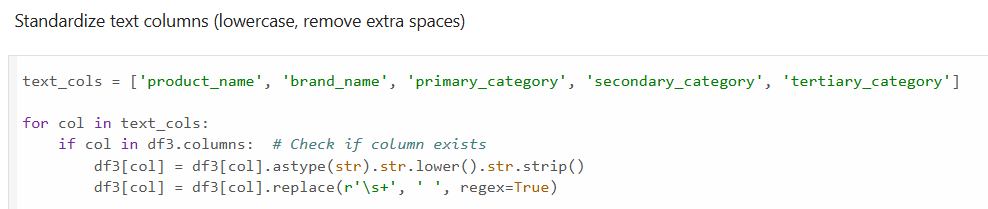 Standardize text columns (lowercase, remove extra spaces)
text_cols = ['product_name', 'brand_name', 'primary_category', 'secondary_category', 'tertiary_category']
for col in text_cols:
    if col in df3.columns:  # Check if column exists
        df3[col] = df3[col].astype(str).str.lower().str.strip()
        df3[col] = df3[col].replace(r'\s+', ' ', regex=True)